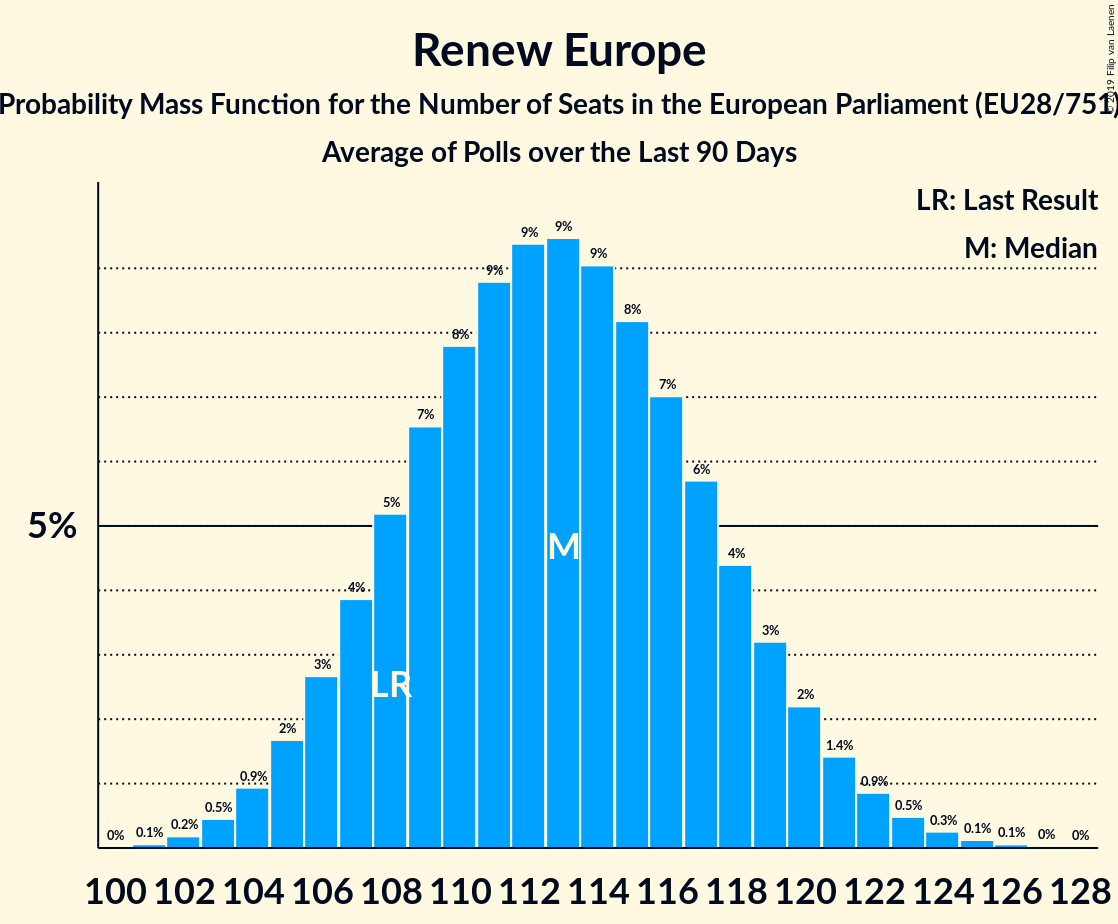 Renew Europe
Probability Mass Function for the Number of Seats in the European Parliament (EU28/751)
Average of Polls over the Last 90 Days
© 2019 Filip van Laenen
LR: Last Result
M: Median
5%
0% 0.1% 0.2% 0.5% 0.9% 2% 3% 4% 5% 7% 8% 9% 9% 9% 9% 8% 7% 6% 4% 3% 2% 1.4% 0.9% 0.5% 0.3% 0.1% 0.1% 0% 0%
M
LR
100 102 104 106 108 110 112 114 116 118 120 122 124 126 128